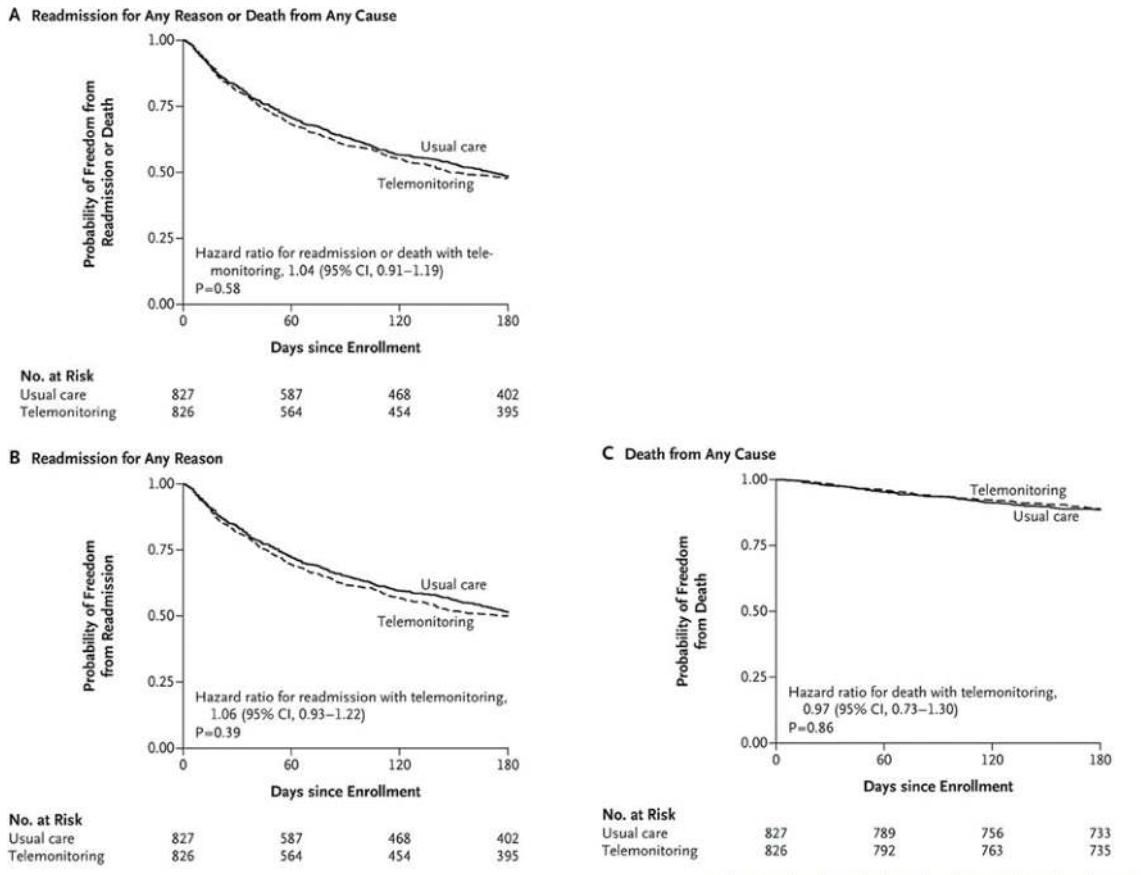 A Readmission for Any Reason or Death from Any Cause
1.00
0.75
0.50
0.25
0.00
Probability of Freedom from
Readmission or Death
Usual care
Telemonitoring
Hazard ratio for readmission or death with tele-
monitoring, 1.04 (95% CI, 0.91–1.19)
P=0.58
0 60 120 180
Days since Enrollment
No. at Risk
Usual care 827 587 468 402
Telemonitoring 826 564 454 395
B Readmission for Any Reason
1.00
0.75
0.50
0.25
0.00
Probability of Freedom
from Readmission
Usual care
Telemonitoring
Hazard ratio for readmission with telemonitoring,
1.06 (95% CI, 0.93–1.22)
P=0.39
0 60 120 180
Days since Enrollment
No. at Risk
Usual care 827 587 468 402
Telemonitoring 826 564 454 395
C Death from Any Cause
1.00
0.75
0.50
0.25
0.00
Probability of Freedom
from Death
Telemonitoring
Usual care
Hazard ratio for death with telemonitoring,
0.97 (95% CI, 0.73–1.30)
P=0.86
0 60 120 180
Days since Enrollment
No. at Risk
Usual care 827 789 756 733
Telemonitoring 826 792 763 735